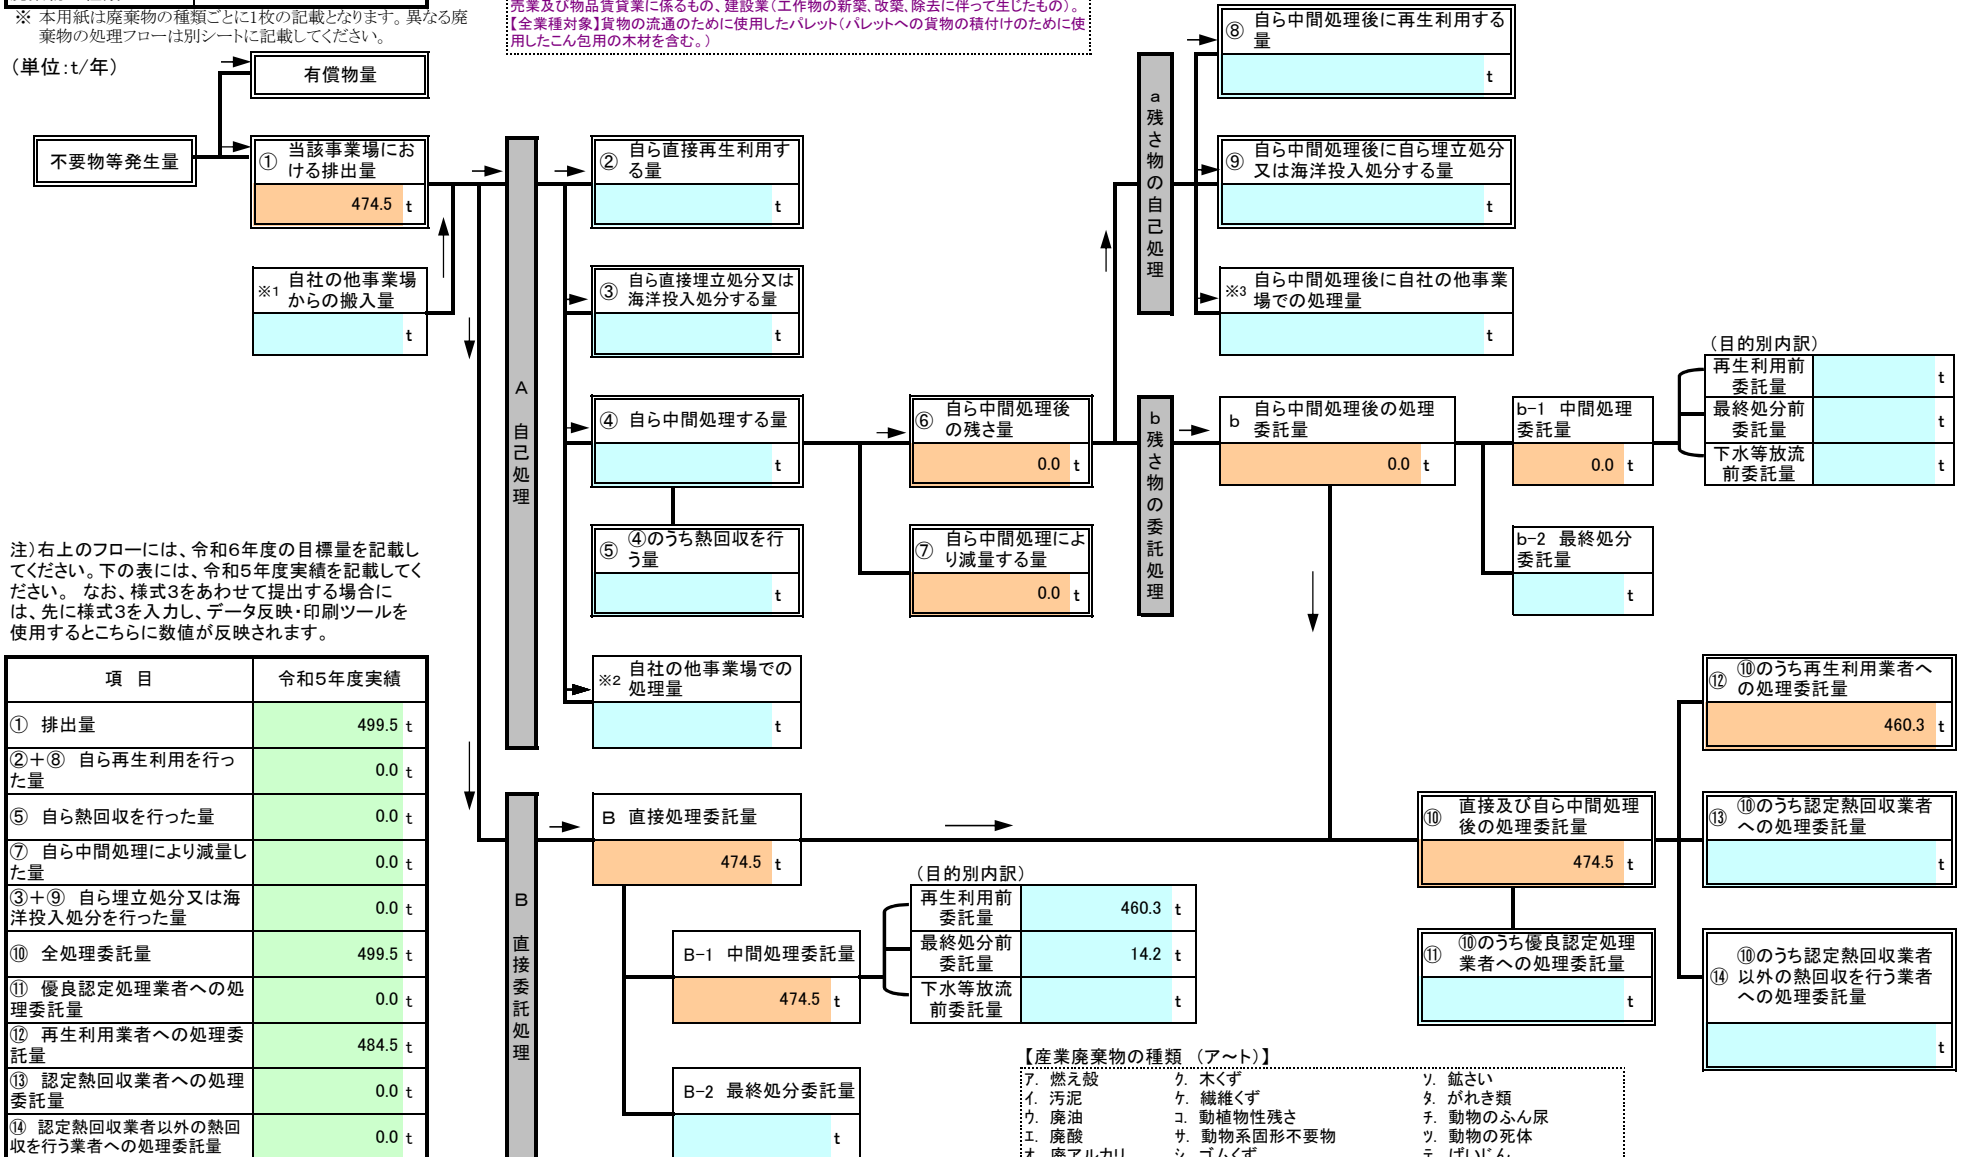 ※ 本用紙は廃棄物の種類ごとに1枚の記載となります。異なる廃
棄物の処理フローは別シートに記載してください。
売業及び物品賃貸業に係るもの、建設業(工作物の新築、改築、除去に伴って生じたもの)。
【全業種対象】貨物の流通のために使用したパレット(パレットへの貨物の積付けのために使
用したこん包用の木材を含む。)
(単位:t/年)
有償物量
不要物等発生量
① 当該事業場にお
ける排出量
474.5 t
※1 自社の他事業場
からの搬入量
t
A 自己処理
② 自ら直接再生利用す
る量
t
③ 自ら直接埋立処分又は
海洋投入処分する量
t
④ 自ら中間処理する量
t
⑤ ④のうち熱回収を行
う量
t
※2 自社の他事業場での
処理量
t
⑥ 自ら中間処理後
の残さ量
0.0 t
⑦ 自ら中間処理によ
り減量する量
0.0 t
a 残さ物の自己処理
⑧ 自ら中間処理後に再生利用する
量
t
⑨ 自ら中間処理後に自ら埋立処分
又は海洋投入処分する量
t
※3 自ら中間処理後に自社の他事業
場での処理量
t
b 残さ物の委託処理
b 自ら中間処理後の処理
委託量
0.0 t
b-1 中間処理
委託量
0.0 t
b-2 最終処分
委託量
t
(目的別内訳)
再生利用前
委託量
t
最終処分前
委託量
t
下水等放流
前委託量
t
注)右上のフローには、令和6年度の目標量を記載し
てください。下の表には、令和5年度実績を記載してく
ださい。 なお、様式3をあわせて提出する場合に
は、先に様式3を入力し、データ反映・印刷ツールを
使用するとこちらに数値が反映されます。
項 目 令和5年度実績
① 排出量 499.5 t
②+⑧ 自ら再生利用を行っ
た量 0.0 t
⑤ 自ら熱回収を行った量 0.0 t
⑦ 自ら中間処理により減量し
た量 0.0 t
③+⑨ 自ら埋立処分又は海
洋投入処分を行った量 0.0 t
⑩ 全処理委託量 499.5 t
⑪ 優良認定処理業者への処
理委託量 0.0 t
⑫ 再生利用業者への処理委
託量 484.5 t
⑬ 認定熱回収業者への処理
委託量 0.0 t
⑭ 認定熱回収業者以外の熱回
収を行う業者への処理委託量 0.0 t
B 直接委託処理
B 直接処理委託量
474.5 t
B-1 中間処理委託量
474.5 t
B-2 最終処分委託量
t
(目的別内訳)
再生利用前
委託量
460.3 t
最終処分前
委託量
14.2 t
下水等放流
前委託量
t
⑩ 直接及び自ら中間処理
後の処理委託量
474.5 t
⑪ ⑩のうち優良認定処理
業者への処理委託量
t
⑫ ⑩のうち再生利用業者へ
の処理委託量
460.3 t
⑬ ⑩のうち認定熱回収業者
への処理委託量
t
⑭ ⑩のうち認定熱回収業者
以外の熱回収を行う業者
への処理委託量
t
【産業廃棄物の種類 (ア~ト)】
ア. 燃え殻 ク. 木くず ソ. 鉱さい
イ. 汚泥 ケ. 繊維くず タ. がれき類
ウ. 廃油 コ. 動植物性残さ チ. 動物のふん尿
エ. 廃酸 サ. 動物系固形不要物 ツ. 動物の死体
オ. 廃アルカリ シ. ゴムくず テ. ばいじん